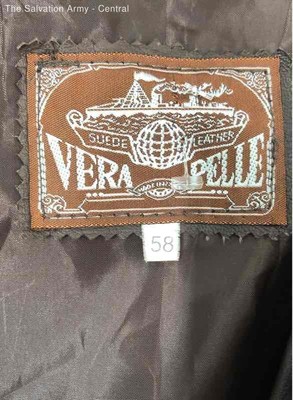 The Salvation Army - Central
SUEDE LEATHER
VERA PELLE
58